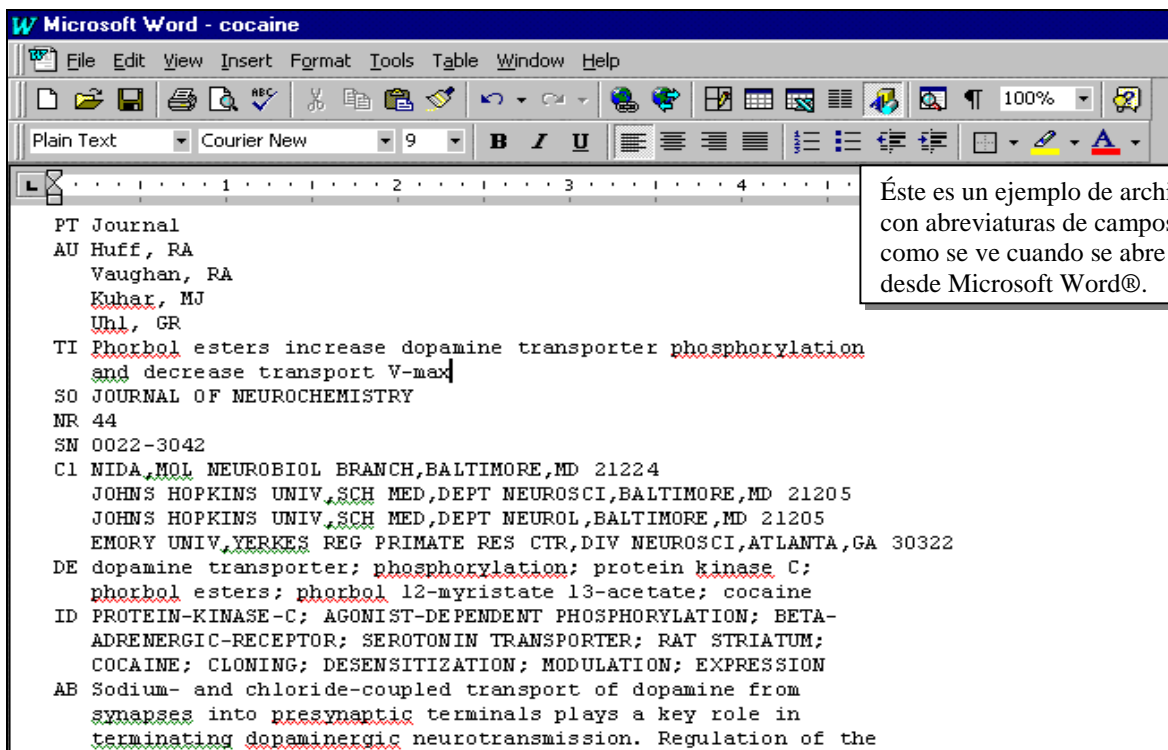 Microsoft Word - cocaine
File Edit View Insert Format Tools Table Window Help
ABC 100%
Plain Text Courier New 9 B I U A
1 2 3 4
Éste es un ejemplo de archi
con abreviaturas de campos
como se ve cuando se abre
desde Microsoft Word®.
PT Journal
AU Huff, RA
Vaughan, RA
Kuhar, MJ
Uhl, GR
TI Phorbol esters increase dopamine transporter phosphorylation
and decrease transport V-max
SO JOURNAL OF NEUROCHEMISTRY
NR 44
SN 0022-3042
C1 NIDA,MOL NEUROBIOL BRANCH,BALTIMORE,MD 21224
JOHNS HOPKINS UNIV,SCH MED,DEPT NEUROSCI,BALTIMORE,MD 21205
JOHNS HOPKINS UNIV,SCH MED,DEPT NEUROL,BALTIMORE,MD 21205
EMORY UNIV,YERKES REG PRIMATE RES CTR,DIV NEUROSCI,ATLANTA,GA 30322
DE dopamine transporter; phosphorylation; protein kinase C;
phorbol esters; phorbol 12-myristate 13-acetate; cocaine
ID PROTEIN-KINASE-C; AGONIST-DEPENDENT PHOSPHORYLATION; BETA-
ADRENERGIC-RECEPTOR; SEROTONIN TRANSPORTER; RAT STRIATUM;
COCAINE; CLONING; DESENSITIZATION; MODULATION; EXPRESSION
AB Sodium- and chloride-coupled transport of dopamine from
synapses into presynaptic terminals plays a key role in
terminating dopaminergic neurotransmission. Regulation of the